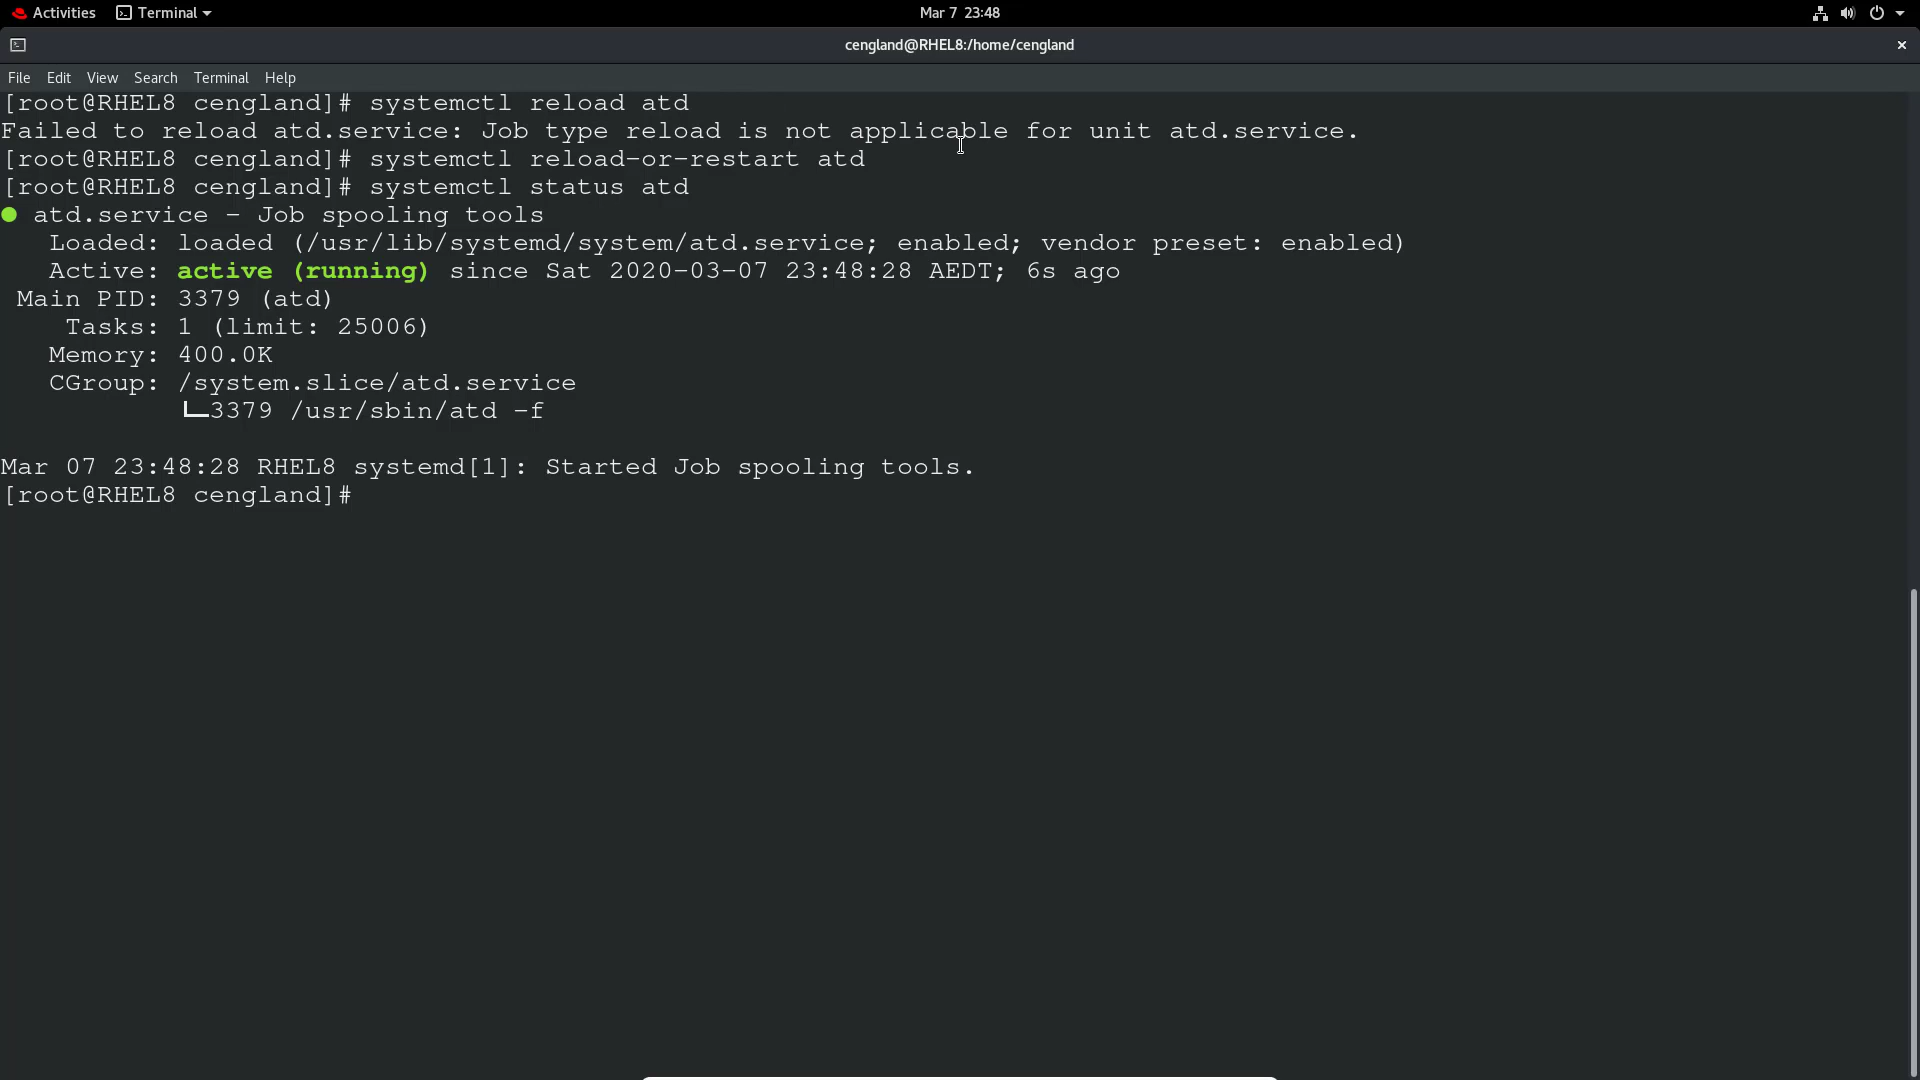 Activities Terminal Mar 7 23:48
cengland@RHEL8:/home/cengland
File Edit View Search Terminal Help
[root@RHEL8 cengland]# systemctl reload atd
Failed to reload atd.service: Job type reload is not applicable for unit atd.service.
[root@RHEL8 cengland]# systemctl reload-or-restart atd
[root@RHEL8 cengland]# systemctl status atd
● atd.service - Job spooling tools
   Loaded: loaded (/usr/lib/systemd/system/atd.service; enabled; vendor preset: enabled)
   Active: active (running) since Sat 2020-03-07 23:48:28 AEDT; 6s ago
 Main PID: 3379 (atd)
    Tasks: 1 (limit: 25006)
   Memory: 400.0K
   CGroup: /system.slice/atd.service
           └─3379 /usr/sbin/atd -f
Mar 07 23:48:28 RHEL8 systemd[1]: Started Job spooling tools.
[root@RHEL8 cengland]#